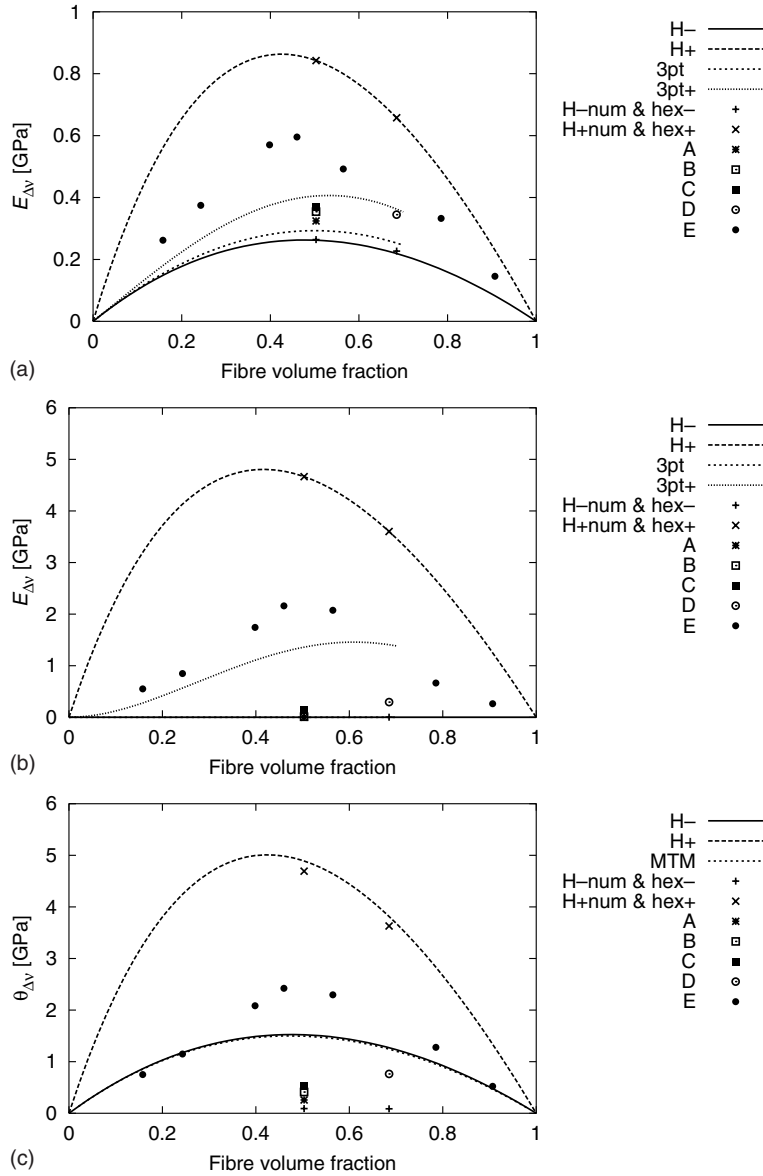 1
0.8
0.6
0.4
0.2
0
E Δν [GPa]
0 0.2 0.4 0.6 0.8 1
(a) Fibre volume fraction
H–
H+
3pt
3pt+
H–num & hex–
H+num & hex+
A
B
C
D
E
6
5
4
3
2
1
0
E Δν [GPa]
0 0.2 0.4 0.6 0.8 1
(b) Fibre volume fraction
H–
H+
3pt
3pt+
H–num & hex–
H+num & hex+
A
B
C
D
E
6
5
4
3
2
1
0
θ Δν [GPa]
0 0.2 0.4 0.6 0.8 1
(c) Fibre volume fraction
H–
H+
MTM
H–num & hex–
H+num & hex+
A
B
C
D
E